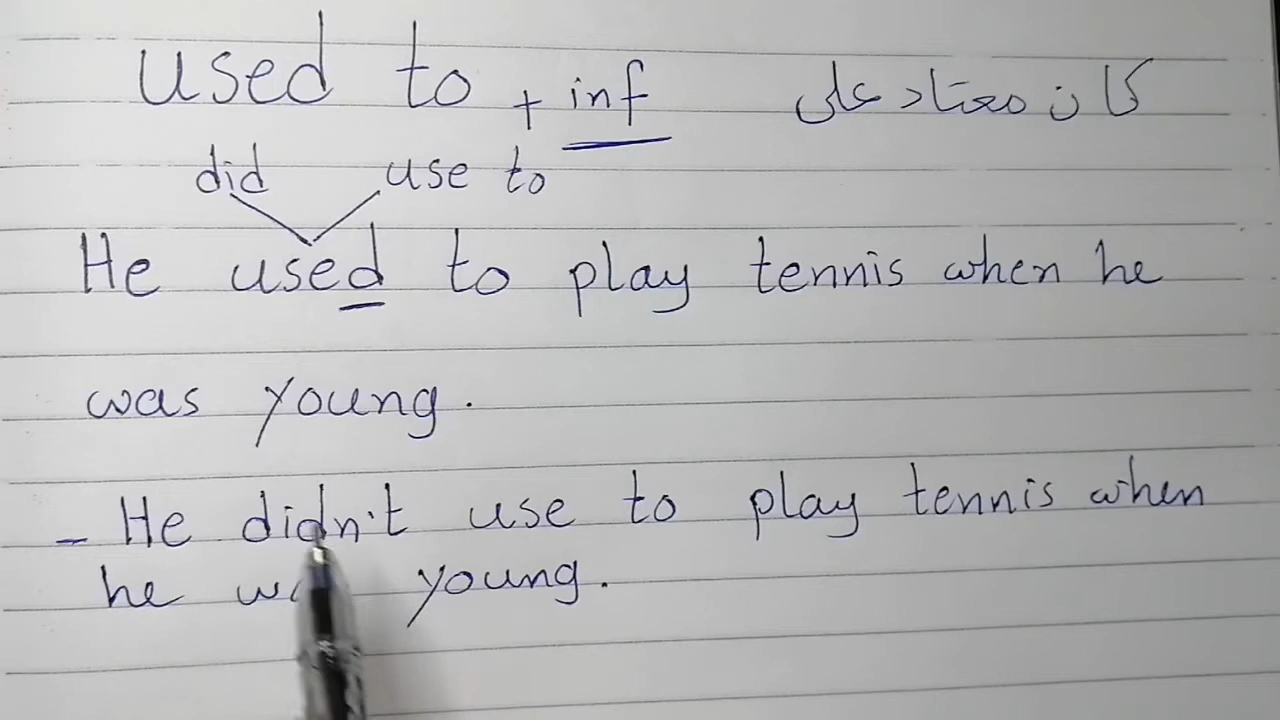 used to + inf كان معتاد على
did use to
He used to play tennis when he
was young.
- He didn't use to play tennis when
he young.